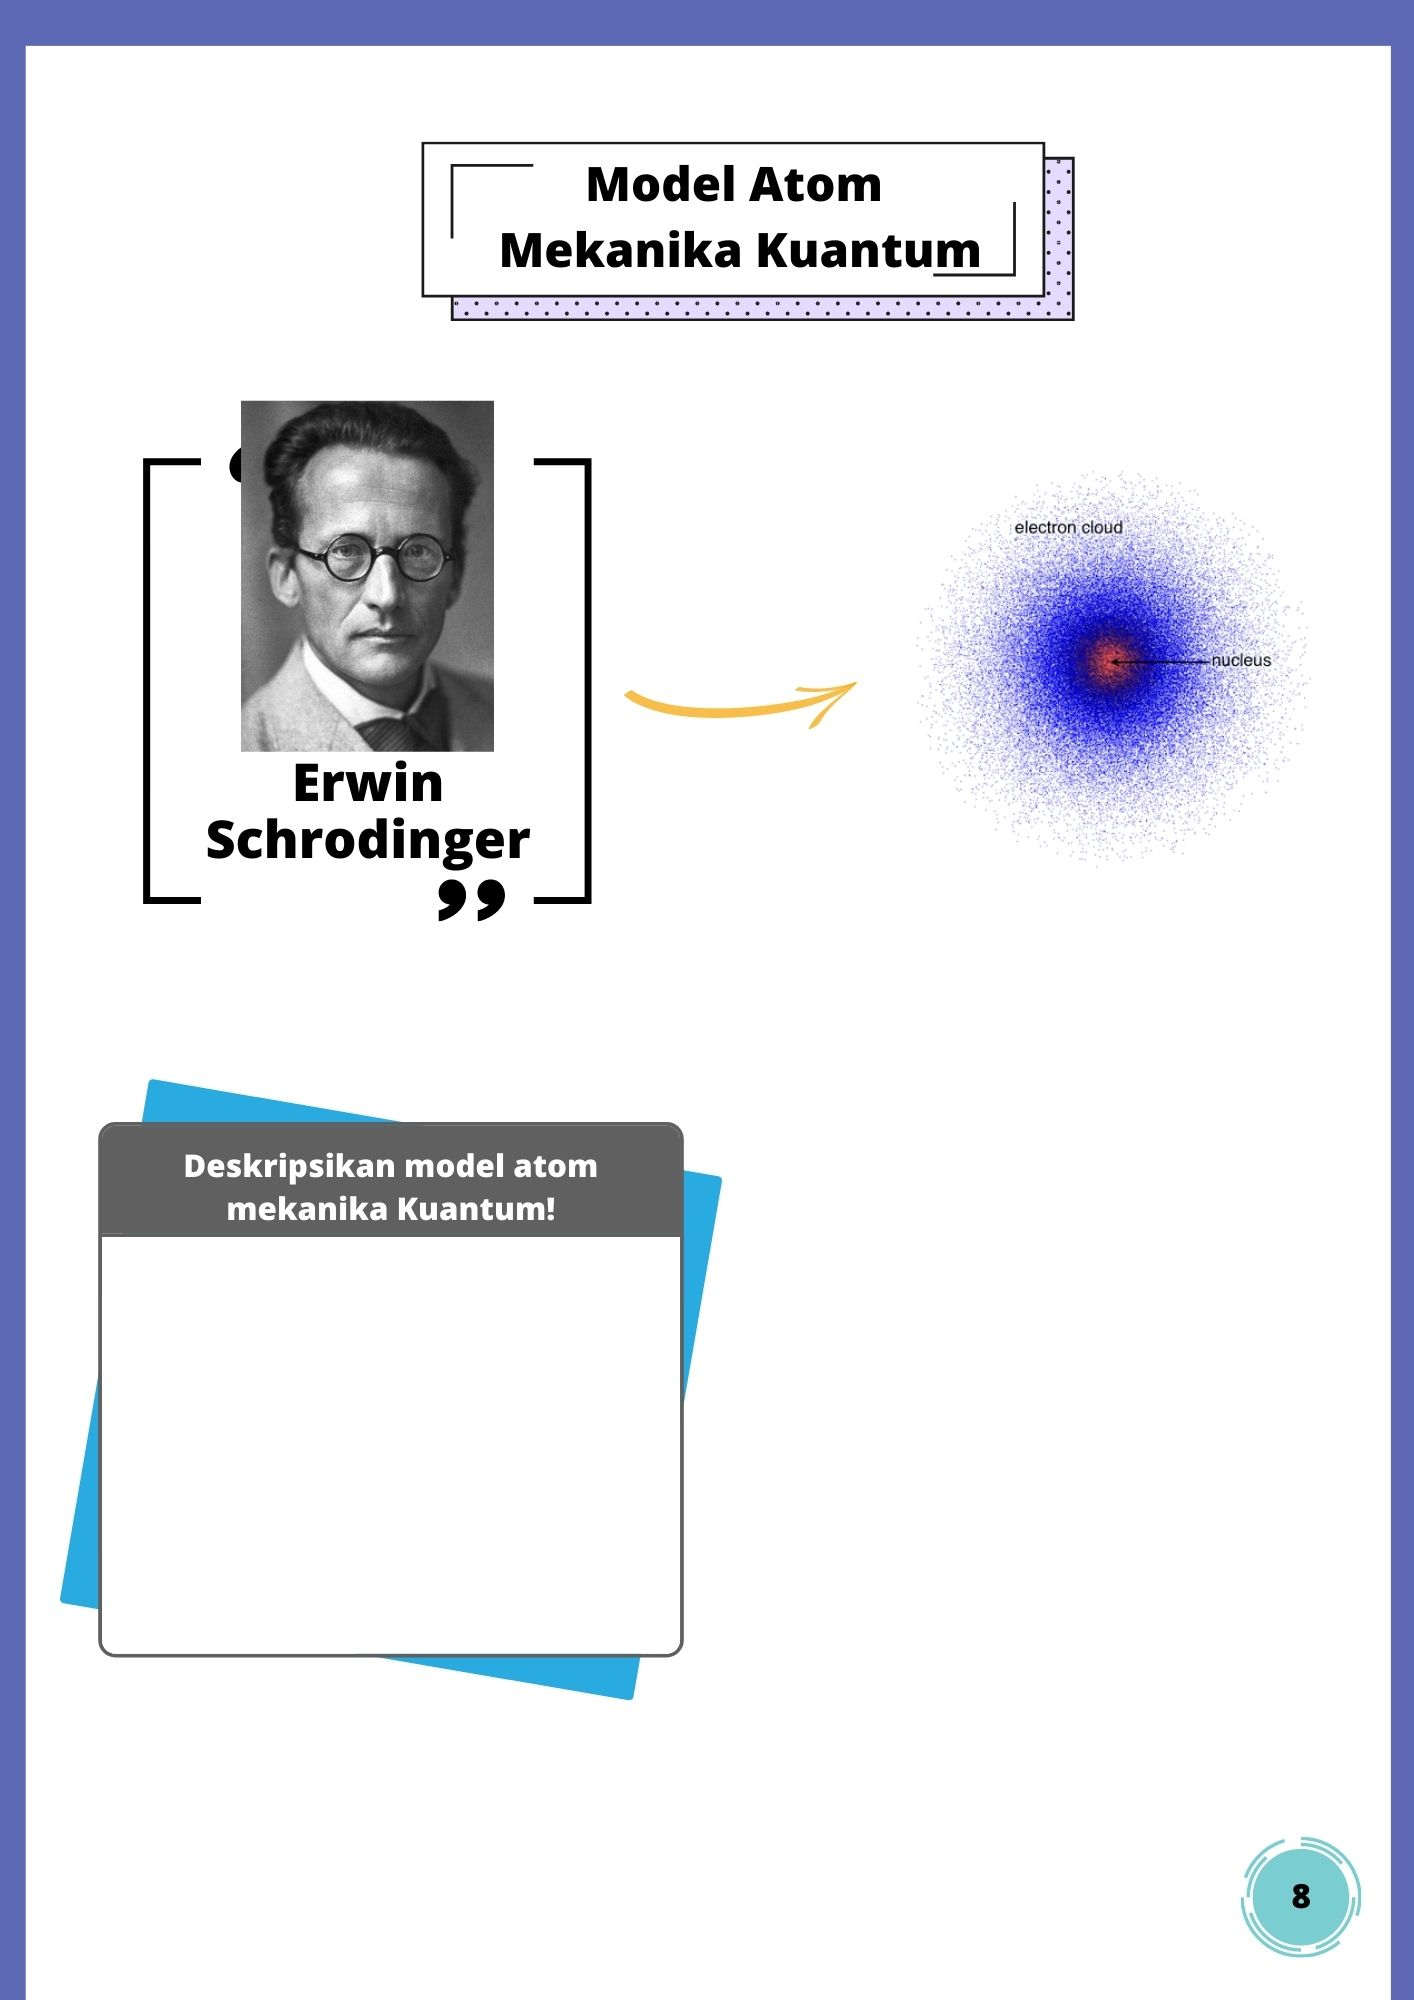 Model Atom
Mekanika Kuantum
electron cloud
nucleus
Erwin
Schrodinger
”
Deskripsikan model atom
mekanika Kuantum!
8